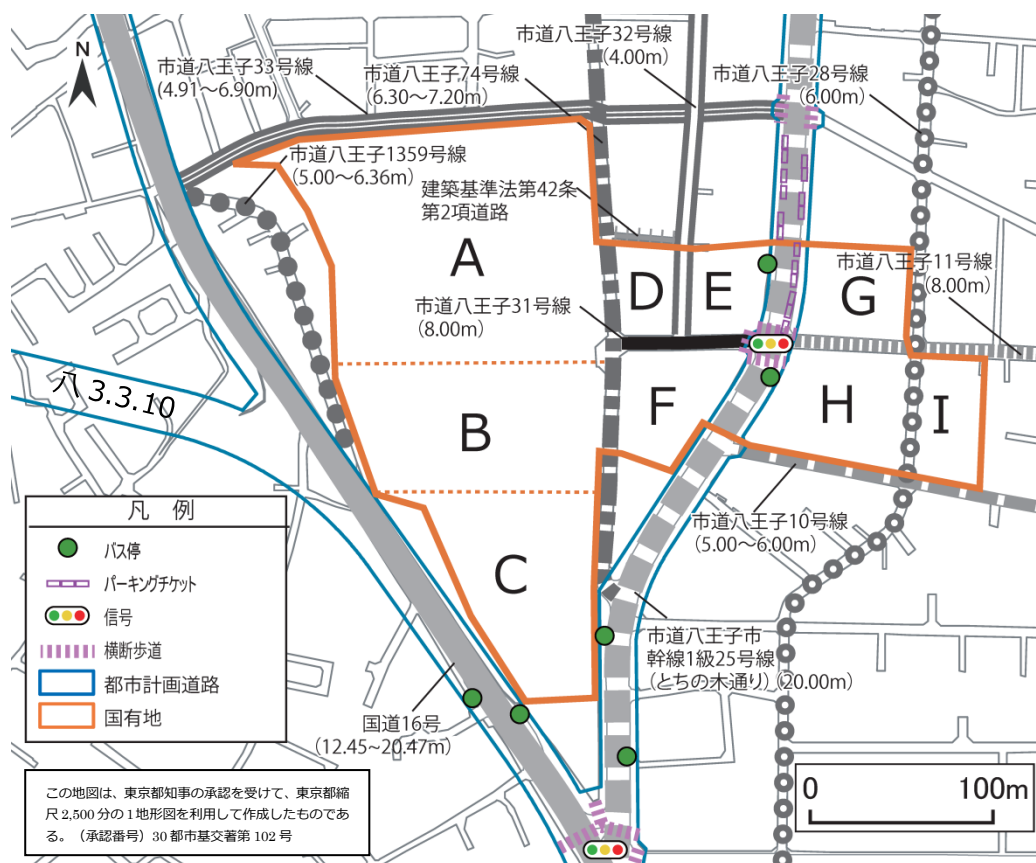 N
市道八王子33号線
(4.91～6.90m)
市道八王子74号線
(6.30～7.20m)
市道八王子32号線
(4.00m)
市道八王子28号線
(6.00m)
市道八王子1359号線
(5.00～6.36m)
建築基準法第42条
第2項道路
A
D
E
G
市道八王子11号線
(8.00m)
市道八王子31号線
(8.00m)
八 3.3.10
B
F
H
I
C
市道八王子10号線
(5.00～6.00m)
市道八王子市
幹線1級25号線
(とちの木通り) (20.00m)
国道16号
(12.45~20.47m)
凡 例
バス停
パーキングチケット
信号
横断歩道
都市計画道路
国有地
この地図は、東京都知事の承認を受けて、東京都縮
尺 2,500 分の 1 地形図を利用して作成したものであ
る。（承認番号）30 都市基交著第 102 号
0 100m